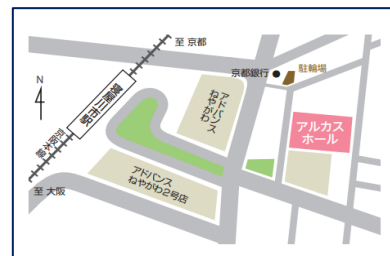 至 京都
N
寝屋川市駅
京阪本線
至 大阪
京都銀行
駐輪場
アドバンス
ねやがわ
アルカス
ホール
アドバンス
ねやがわ2号店